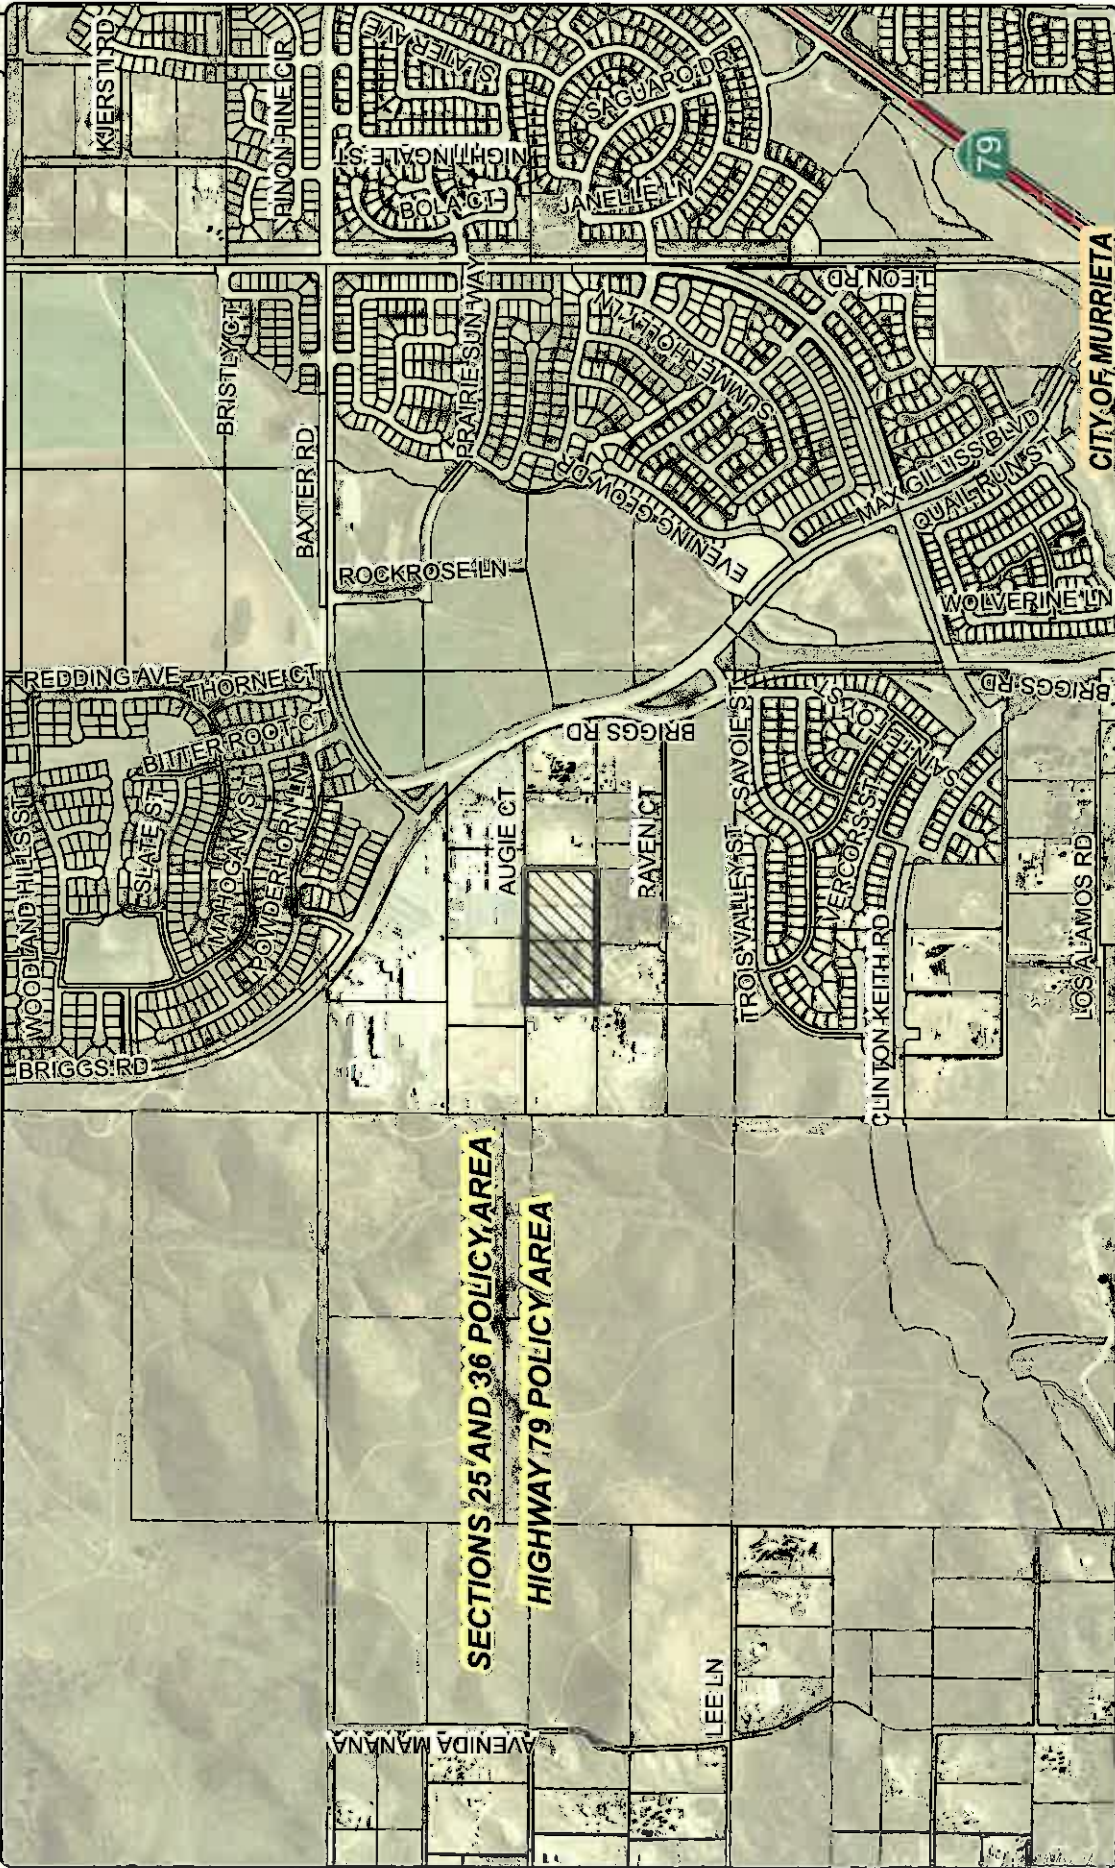 KJERSTI RD
PINON PINE CIR
SLATER AVE
SAGUARO DR
NIGHTINGALE ST
BOLA CT
JANELLE LN
79
CITY OF MURRIETA
LEON RD
BRISTLY CT
PRAIRIE SUN WAY
SUMMERHOLLY LN
BAXTER RD
MAX GILLISS BLVD
QUAIL RUN ST
EVENING GLOW DR
ROCKROSE LN
WOLVERINE LN
REDDING AVE
THORNE CT
BITTER ROOT CT
BRIGGS RD
BRIGGS RD
SAVOIE ST
WOODLAND HILLS ST
SLATE ST
MAHOGANY ST
POWDERHORN LN
AUGIE CT
RAVEN CT
TROIS VALLEY ST
VERCORS ST
CLINTON KEITH RD
LOS ALAMOS RD
BRIGGS RD
SECTIONS 25 AND 36 POLICY AREA
HIGHWAY 79 POLICY AREA
LEE LN
AVENIDA MANANA